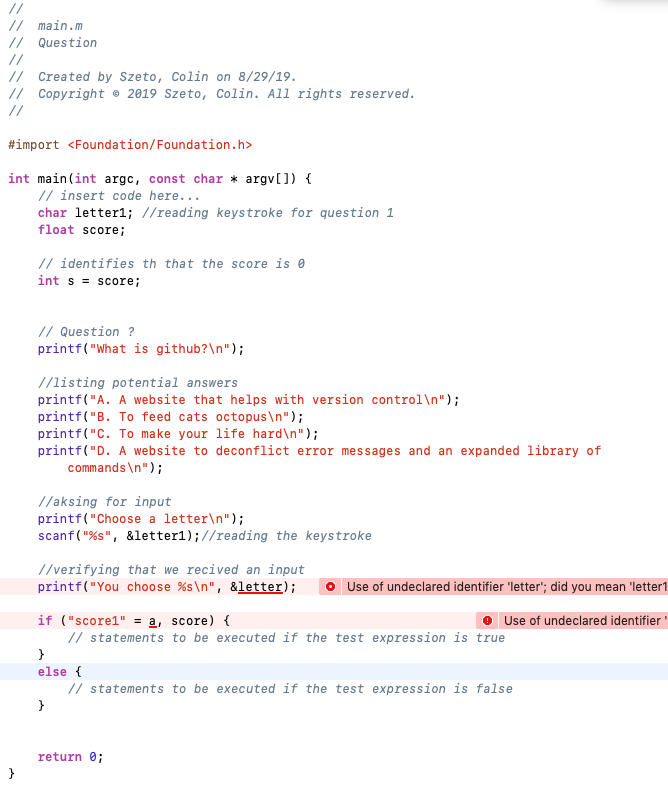 //
//  main.m
//  Question
//
//  Created by Szeto, Colin on 8/29/19.
//  Copyright © 2019 Szeto, Colin. All rights reserved.
//
#import <Foundation/Foundation.h>
int main(int argc, const char * argv[]) {
// insert code here...
char letter1; //reading keystroke for question 1
float score;
// identifies th that the score is 0
int s = score;
// Question ?
printf("What is github?\n");
//listing potential answers
printf("A. A website that helps with version control\n");
printf("B. To feed cats octopus\n");
printf("C. To make your life hard\n");
printf("D. A website to deconflict error messages and an expanded library of
commands\n");
//aksing for input
printf("Choose a letter\n");
scanf("%s", &letter1);//reading the keystroke
//verifying that we recived an input
printf("You choose %s\n", &letter); Use of undeclared identifier 'letter'; did you mean 'letter1
if ("score1" = a, score) { Use of undeclared identifier '
// statements to be executed if the test expression is true
}
else {
// statements to be executed if the test expression is false
}
return 0;
}